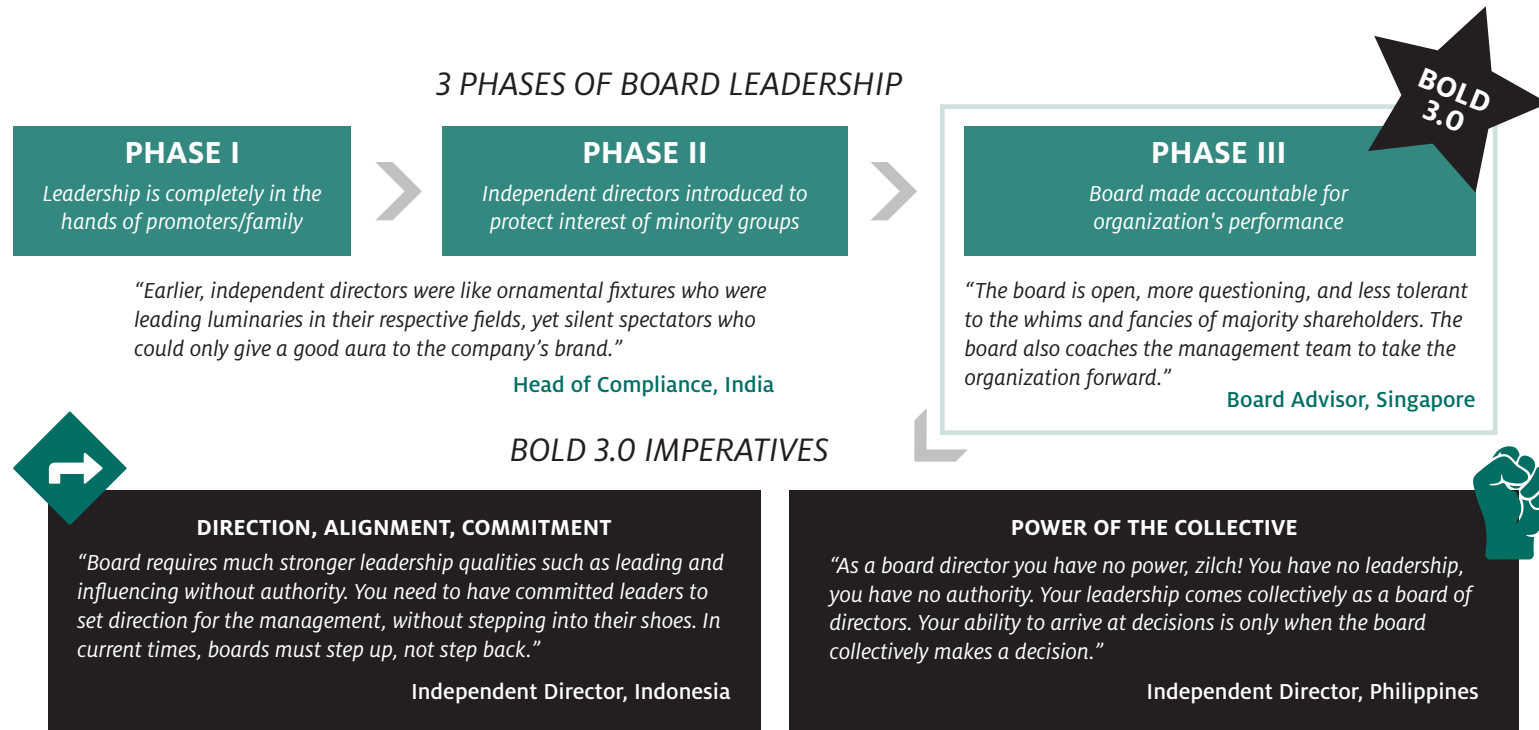 3 PHASES OF BOARD LEADERSHIP
BOLD
3.0
PHASE I
Leadership is completely in the
hands of promoters/family
PHASE II
Independent directors introduced to
protect interest of minority groups
PHASE III
Board made accountable for
organization's performance
“Earlier, independent directors were like ornamental fixtures who were
leading luminaries in their respective fields, yet silent spectators who
could only give a good aura to the company’s brand.”
Head of Compliance, India
“The board is open, more questioning, and less tolerant
to the whims and fancies of majority shareholders. The
board also coaches the management team to take the
organization forward.”
Board Advisor, Singapore
BOLD 3.0 IMPERATIVES
DIRECTION, ALIGNMENT, COMMITMENT
“Board requires much stronger leadership qualities such as leading and
influencing without authority. You need to have committed leaders to
set direction for the management, without stepping into their shoes. In
current times, boards must step up, not step back.”
Independent Director, Indonesia
POWER OF THE COLLECTIVE
“As a board director you have no power, zilch! You have no leadership,
you have no authority. Your leadership comes collectively as a board of
directors. Your ability to arrive at decisions is only when the board
collectively makes a decision.”
Independent Director, Philippines